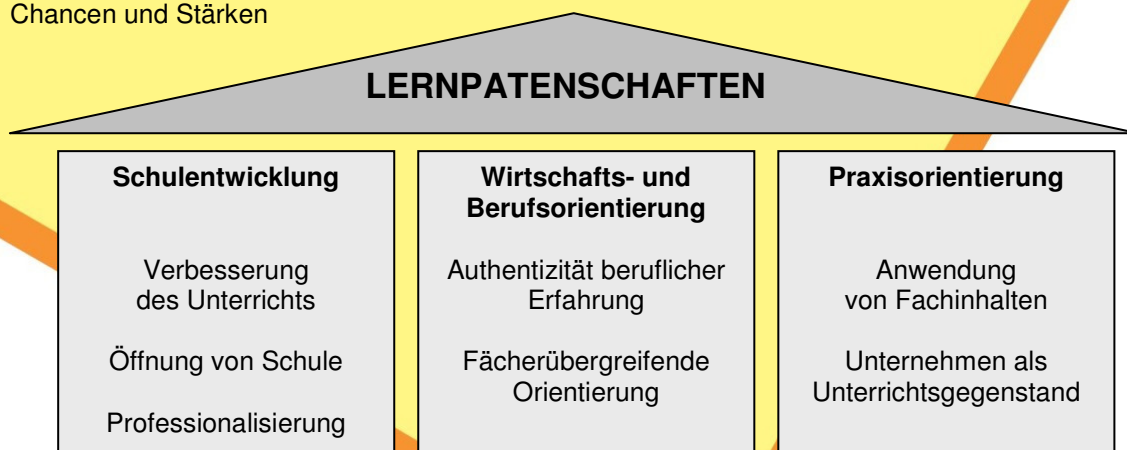 Chancen und Stärken
LERNPATENSCHAFTEN
Schulentwicklung
Verbesserung
des Unterrichts
Öffnung von Schule
Professionalisierung
Wirtschafts- und
Berufsorientierung
Authentizität beruflicher
Erfahrung
Fächerübergreifende
Orientierung
Praxisorientierung
Anwendung
von Fachinhalten
Unternehmen als
Unterrichtsgegenstand